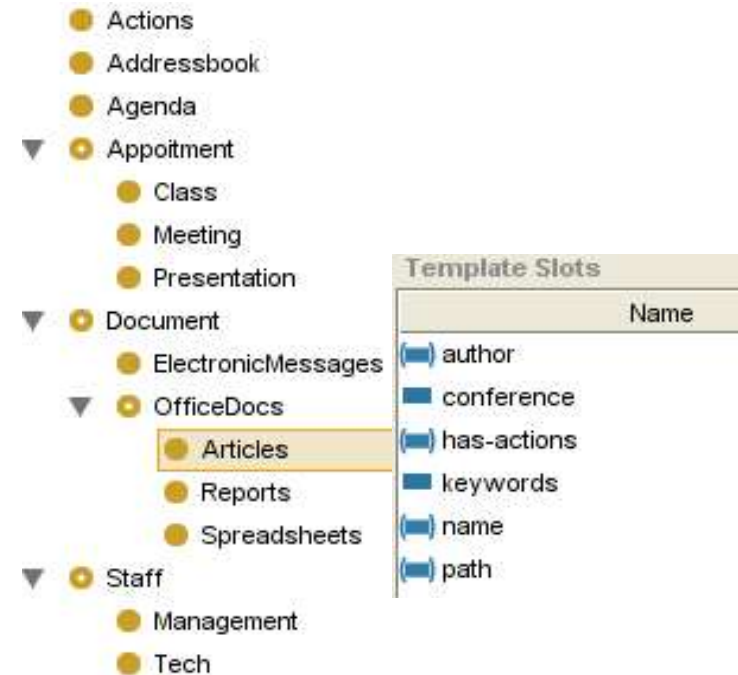 Actions
Addressbook
Agenda
Appoitment
Class
Meeting
Presentation
Document
ElectronicMessages
OfficeDocs
Articles
Reports
Spreadsheets
Staff
Management
Tech
Template Slots
Name
author
conference
has-actions
keywords
name
path